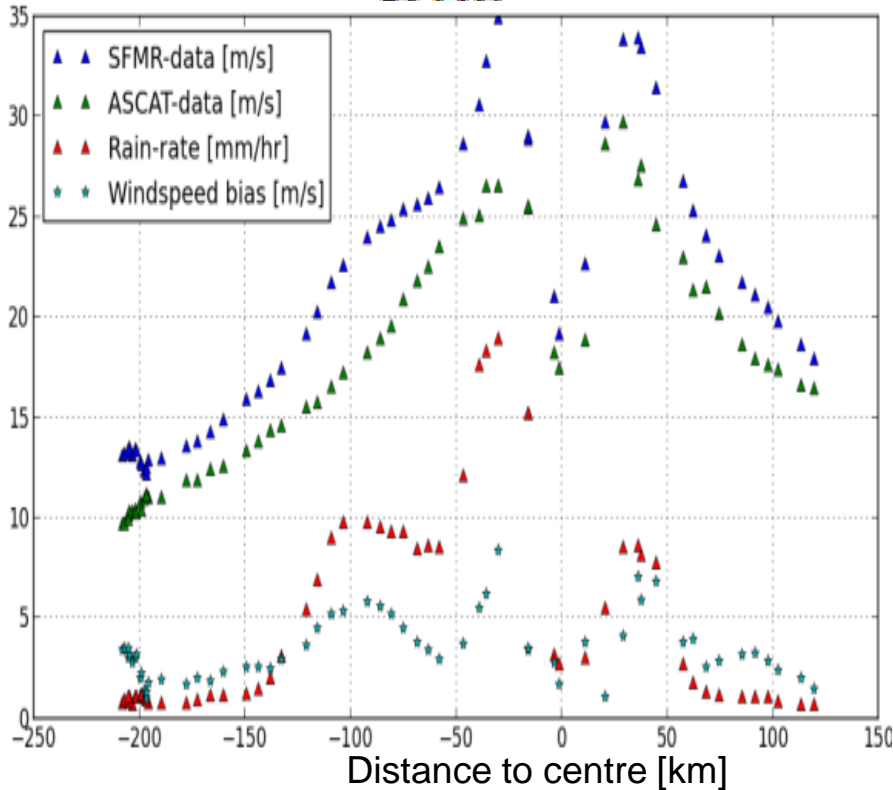 35
30
25
20
15
10
5
0
SFMR-data [m/s]
ASCAT-data [m/s]
Rain-rate [mm/hr]
Windspeed bias [m/s]
−250 −200 −150 −100 −50 0 50 100 150
Distance to centre [km]